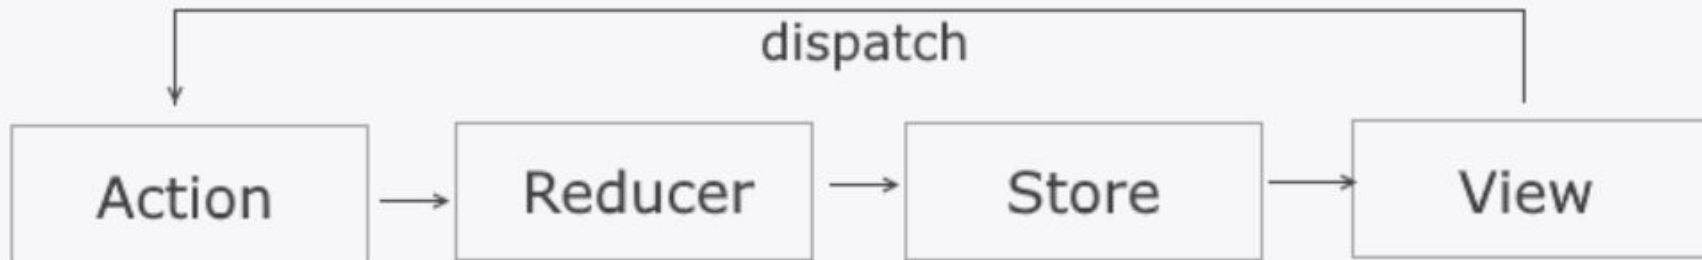 dispatch
Action
Reducer
Store
View